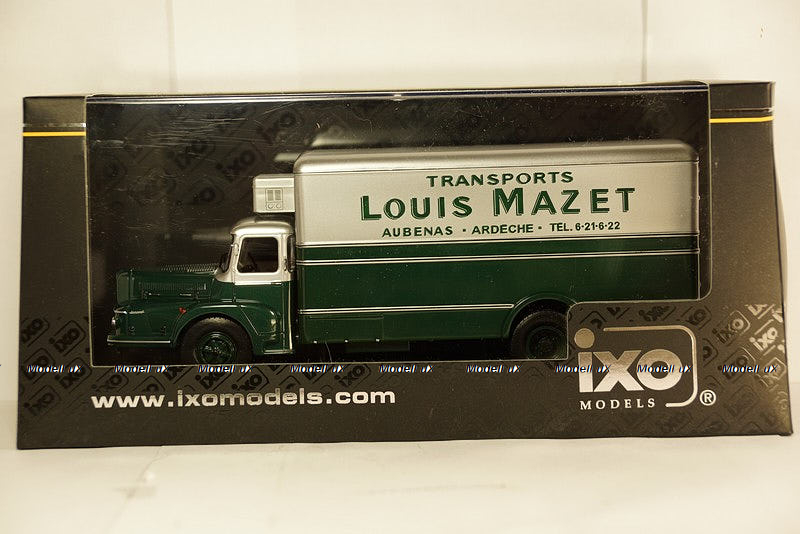 TRANSPORTS
LOUIS MAZET
AUBENAS · ARDECHE · TEL. 6-21-6-22
ixo
MODELS ®
www.ixomodels.com